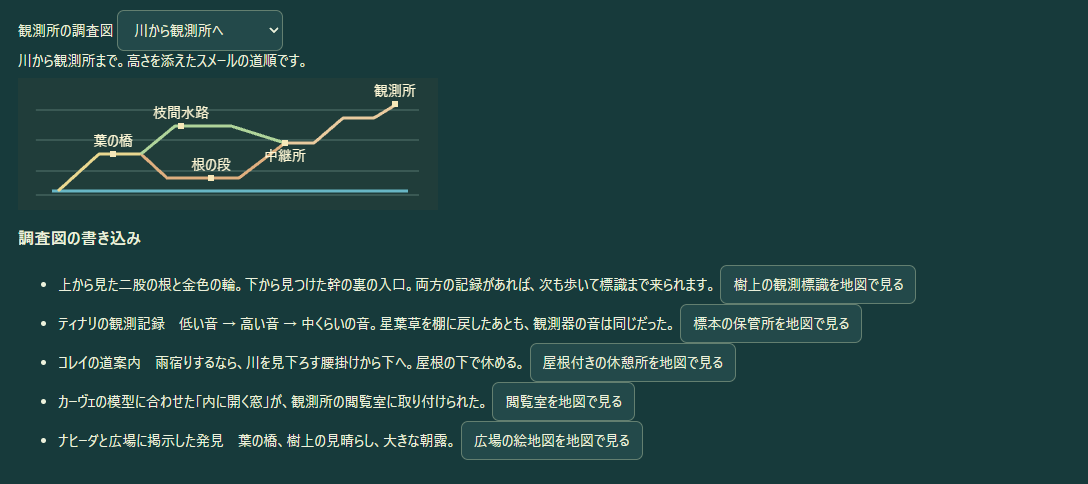 観測所の調査図 川から観測所へ
川から観測所まで。高さを添えたスメールの道順です。
観測所
枝間水路
葉の橋
中継所
根の段
調査図の書き込み
上から見た二股の根と金色の輪。下から見つけた幹の裏の入口。両方の記録があれば、次も歩いて標識まで来られます。 樹上の観測標識を地図で見る
ティナリの観測記録　低い音 → 高い音 → 中くらいの音。星葉草を棚に戻したあとも、観測器の音は同じだった。 標本の保管所を地図で見る
コレイの道案内　雨宿りするなら、川を見下ろす腰掛けから下へ。屋根の下で休める。 屋根付きの休憩所を地図で見る
カーヴェの模型に合わせた「内に開く窓」が、観測所の閲覧室に取り付けられた。 閲覧室を地図で見る
ナヒーダと広場に掲示した発見　葉の橋、樹上の見晴らし、大きな朝露。 広場の絵地図を地図で見る